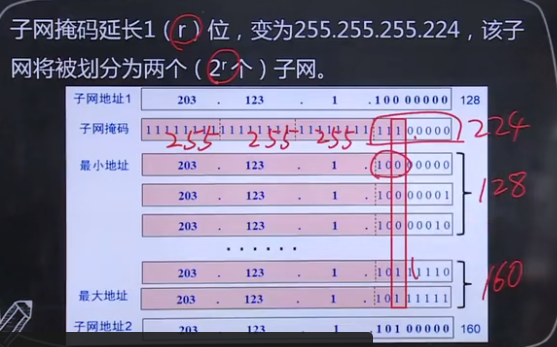 子网掩码延长1（r）位，变为255.255.255.224，该子
网将被划分为两个（2ʳ个）子网。
子网地址1 203 . 123 . 1 .100 00000 128
子网掩码 11111111 11111111 11111111 111 00000 224
255 255 255
最小地址 203 . 123 . 1 .100 00000
203 . 123 . 1 .100 00001 128
203 . 123 . 1 .100 00010
······
203 . 123 . 1 .101 11110 160
最大地址 203 . 123 . 1 .101 11111
子网地址2 203 . 123 . 1 .101 00000 160